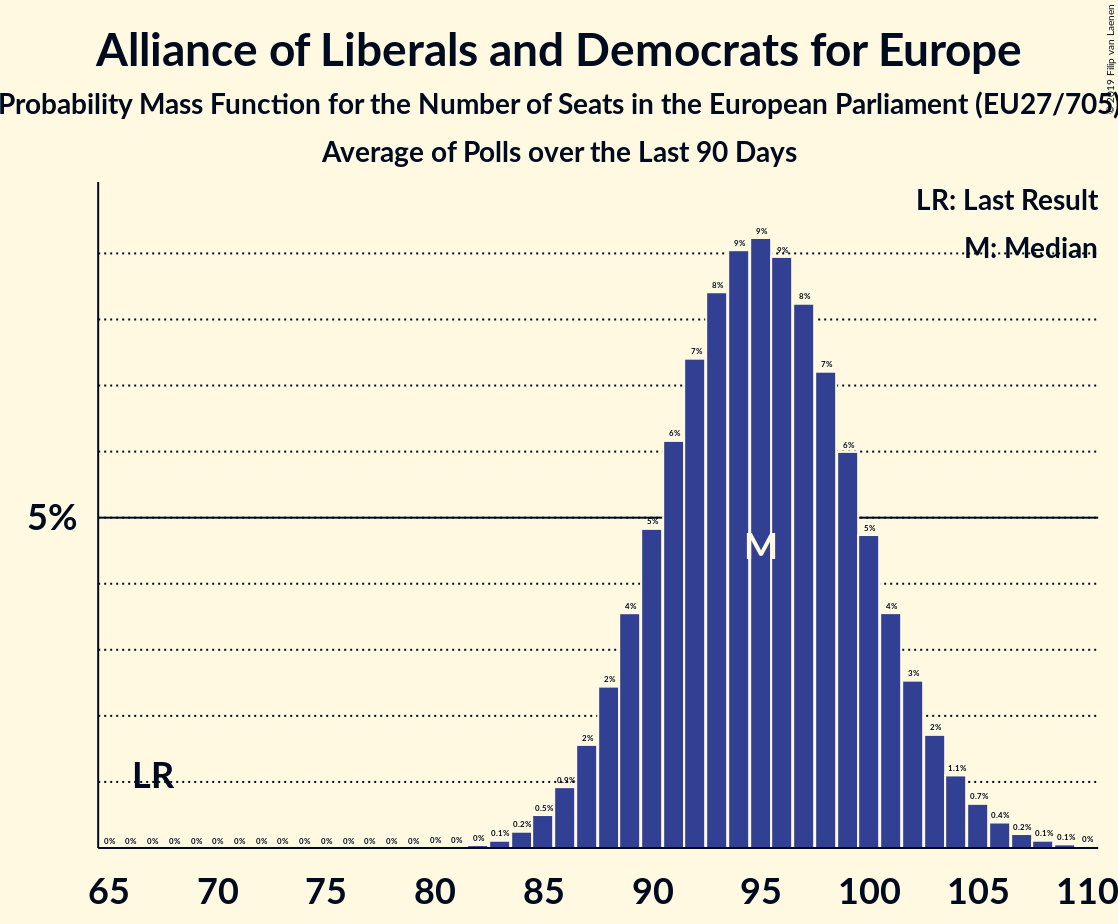 Alliance of Liberals and Democrats for Europe
Probability Mass Function for the Number of Seats in the European Parliament (EU27/705)
Average of Polls over the Last 90 Days
© 2019 Filip van Laenen
LR: Last Result
M: Median
5%
LR
M
0% 0% 0% 0% 0% 0% 0% 0% 0% 0% 0% 0% 0% 0% 0% 0% 0% 0% 0.1% 0.2% 0.5% 0.9% 2% 2% 4% 5% 6% 7% 8% 9% 9% 9% 8% 7% 6% 5% 4% 3% 2% 1.1% 0.7% 0.4% 0.2% 0.1% 0.1% 0%
65 70 75 80 85 90 95 100 105 110